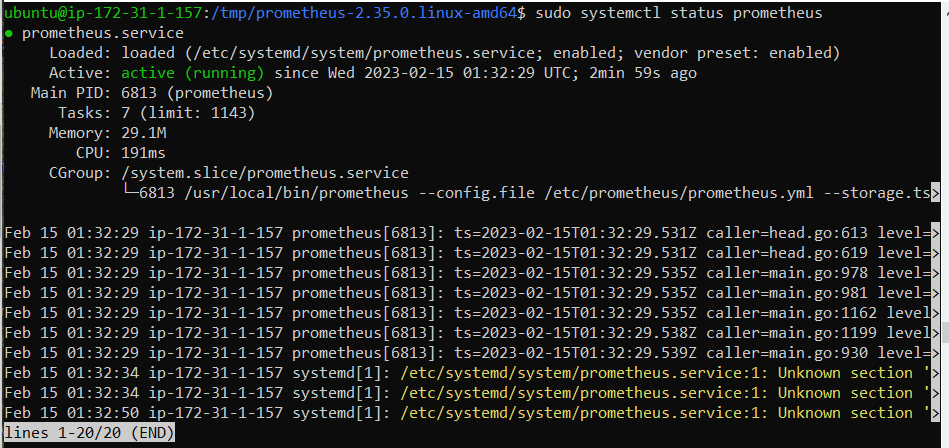 ubuntu@ip-172-31-1-157:/tmp/prometheus-2.35.0.linux-amd64$ sudo systemctl status prometheus
● prometheus.service
Loaded: loaded (/etc/systemd/system/prometheus.service; enabled; vendor preset: enabled)
Active: active (running) since Wed 2023-02-15 01:32:29 UTC; 2min 59s ago
Main PID: 6813 (prometheus)
Tasks: 7 (limit: 1143)
Memory: 29.1M
CPU: 191ms
CGroup: /system.slice/prometheus.service
└─6813 /usr/local/bin/prometheus --config.file /etc/prometheus/prometheus.yml --storage.ts>
Feb 15 01:32:29 ip-172-31-1-157 prometheus[6813]: ts=2023-02-15T01:32:29.531Z caller=head.go:613 level=>
Feb 15 01:32:29 ip-172-31-1-157 prometheus[6813]: ts=2023-02-15T01:32:29.531Z caller=head.go:619 level=>
Feb 15 01:32:29 ip-172-31-1-157 prometheus[6813]: ts=2023-02-15T01:32:29.535Z caller=main.go:978 level=>
Feb 15 01:32:29 ip-172-31-1-157 prometheus[6813]: ts=2023-02-15T01:32:29.535Z caller=main.go:981 level=>
Feb 15 01:32:29 ip-172-31-1-157 prometheus[6813]: ts=2023-02-15T01:32:29.535Z caller=main.go:1162 level>
Feb 15 01:32:29 ip-172-31-1-157 prometheus[6813]: ts=2023-02-15T01:32:29.538Z caller=main.go:1199 level>
Feb 15 01:32:29 ip-172-31-1-157 prometheus[6813]: ts=2023-02-15T01:32:29.539Z caller=main.go:930 level=>
Feb 15 01:32:34 ip-172-31-1-157 systemd[1]: /etc/systemd/system/prometheus.service:1: Unknown section '>
Feb 15 01:32:34 ip-172-31-1-157 systemd[1]: /etc/systemd/system/prometheus.service:1: Unknown section '>
Feb 15 01:32:50 ip-172-31-1-157 systemd[1]: /etc/systemd/system/prometheus.service:1: Unknown section '>
lines 1-20/20 (END)